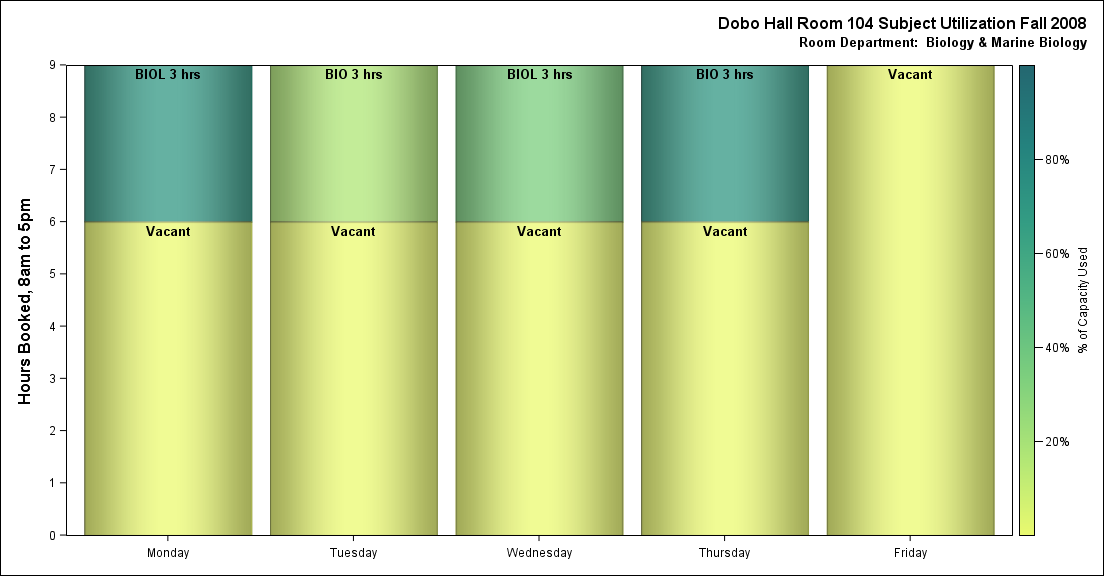 Dobo Hall Room 104 Subject Utilization Fall 2008
Room Department: Biology & Marine Biology
Hours Booked, 8am to 5pm
9
8
7
6
5
4
3
2
1
0
BIOL 3 hrs
BIO 3 hrs
BIOL 3 hrs
BIO 3 hrs
Vacant
Vacant
Vacant
Vacant
Vacant
Monday
Tuesday
Wednesday
Thursday
Friday
80%
60%
40%
20%
% of Capacity Used